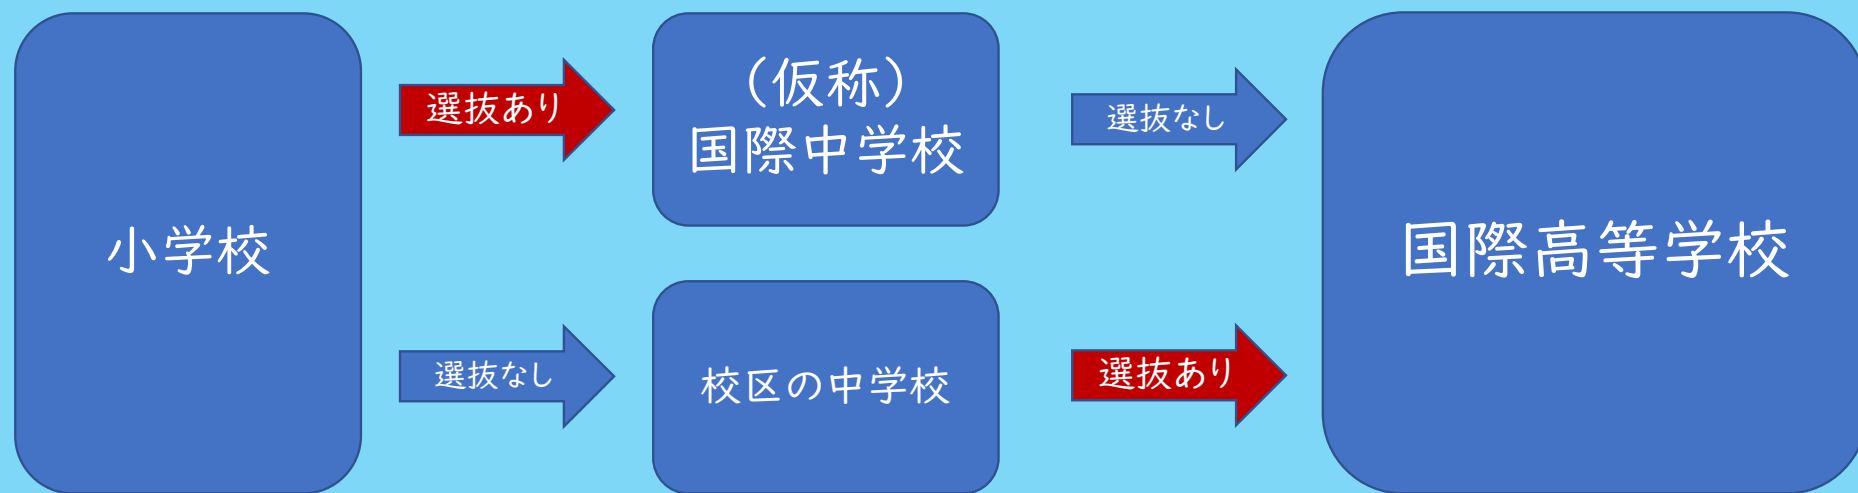 小学校
選抜あり
(仮称)
国際中学校
選抜なし
選抜なし
校区の中学校
選抜あり
国際高等学校